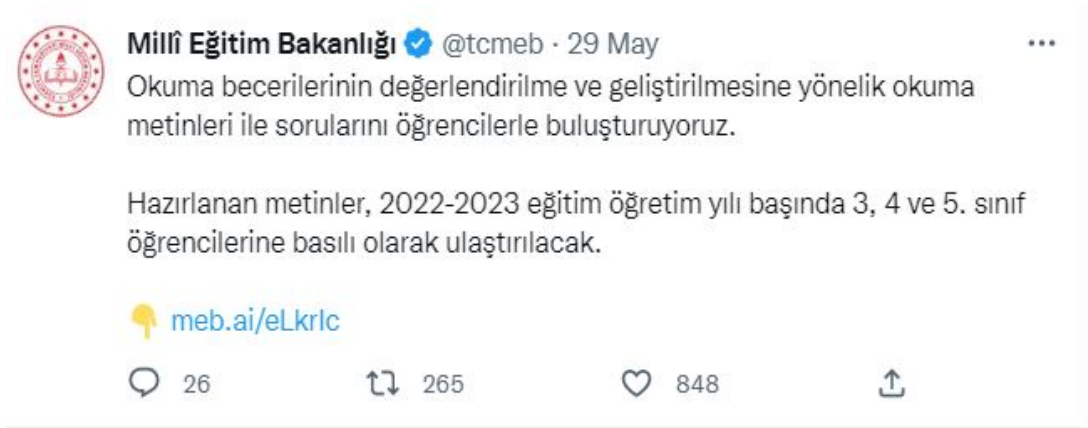 Millî Eğitim Bakanlığı @tcmeb · 29 May
Okuma becerilerinin değerlendirilme ve geliştirilmesine yönelik okuma
metinleri ile sorularını öğrencilerle buluşturuyoruz.
Hazırlanan metinler, 2022-2023 eğitim öğretim yılı başında 3, 4 ve 5. sınıf
öğrencilerine basılı olarak ulaştırılacak.
👇 meb.ai/eLkrIc
26 265 848